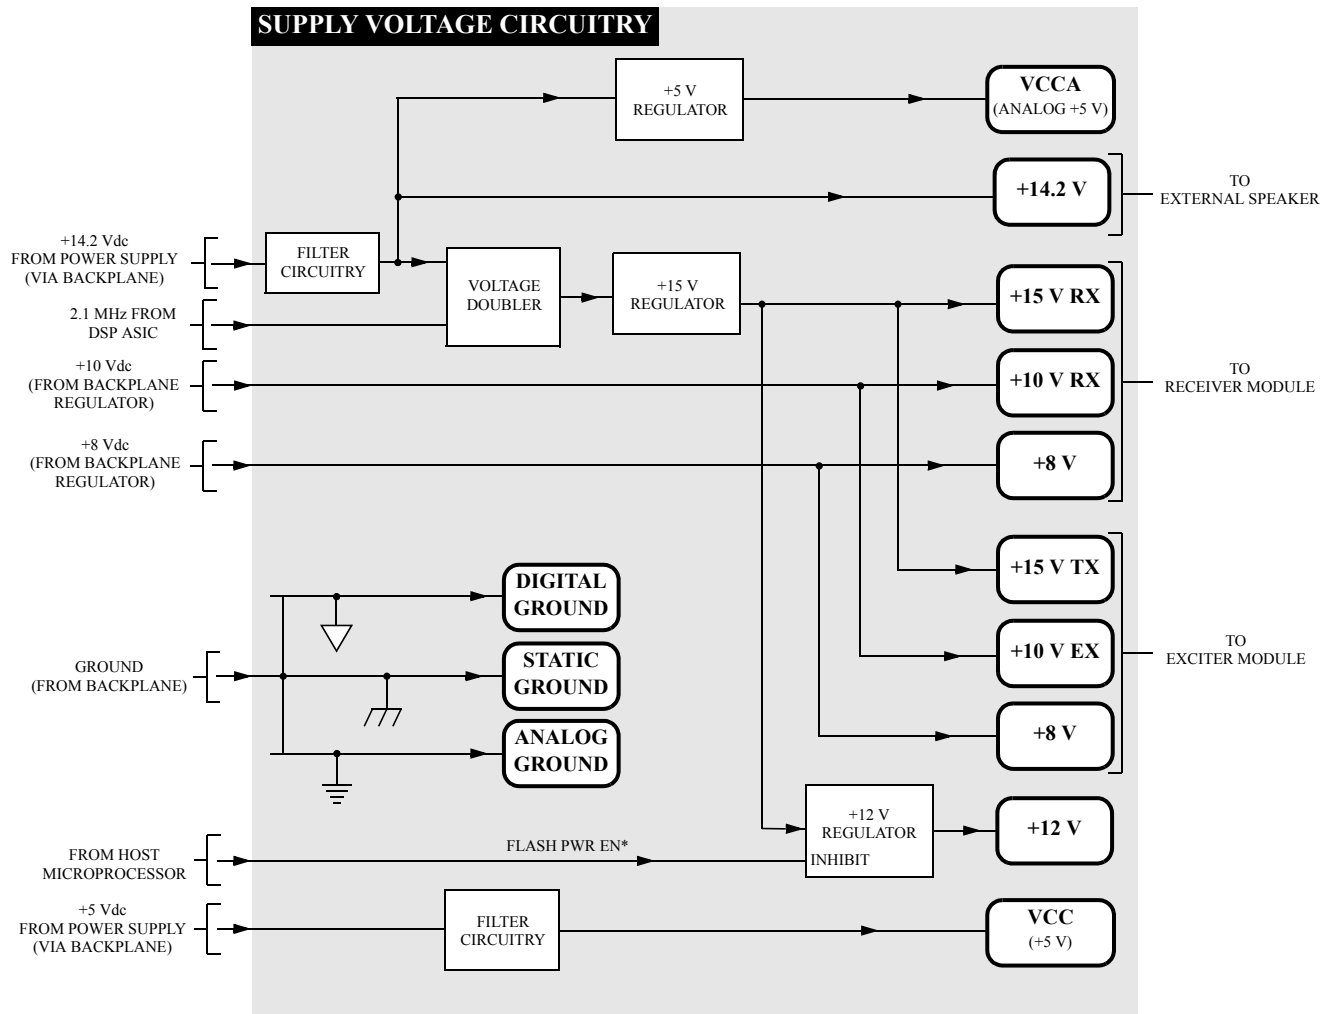 SUPPLY VOLTAGE CIRCUITRY
+5 V
REGULATOR
VCCA
(ANALOG +5 V)
+14.2 V
TO
EXTERNAL SPEAKER
+14.2 Vdc
FROM POWER SUPPLY
(VIA BACKPLANE)
FILTER
CIRCUITRY
VOLTAGE
DOUBLER
+15 V
REGULATOR
+15 V RX
2.1 MHz FROM
DSP ASIC
+10 Vdc
(FROM BACKPLANE
REGULATOR)
+10 V RX
TO
RECEIVER MODULE
+8 Vdc
(FROM BACKPLANE
REGULATOR)
+8 V
+15 V TX
DIGITAL
GROUND
GROUND
(FROM BACKPLANE)
STATIC
GROUND
+10 V EX
TO
EXCITER MODULE
ANALOG
GROUND
+8 V
+12 V
REGULATOR
INHIBIT
+12 V
FROM HOST
MICROPROCESSOR
FLASH PWR EN*
+5 Vdc
FROM POWER SUPPLY
(VIA BACKPLANE)
FILTER
CIRCUITRY
VCC
(+5 V)